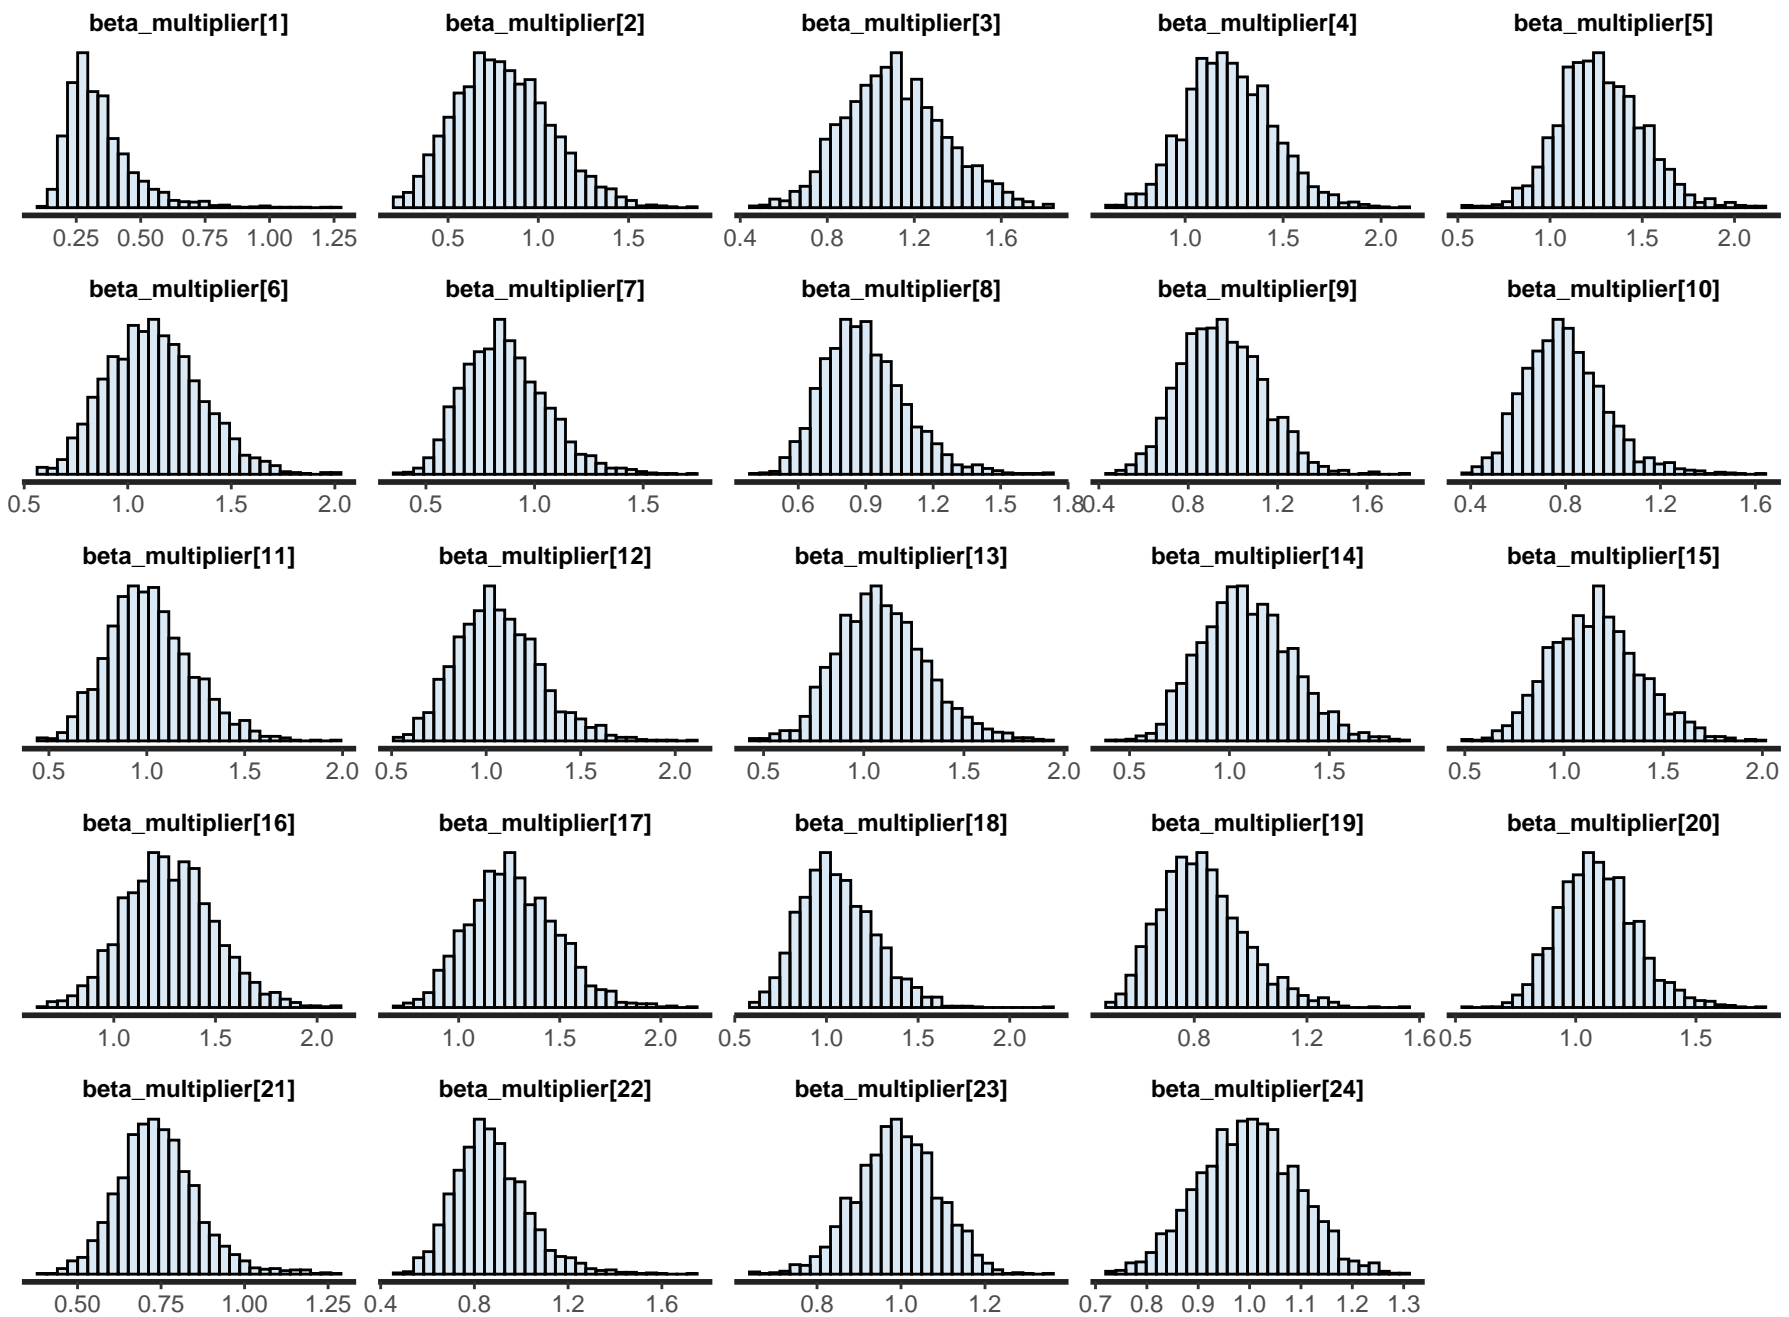 beta_multiplier[1] beta_multiplier[2] beta_multiplier[3] beta_multiplier[4] beta_multiplier[5]
0.25 0.50 0.75 1.00 1.25 0.5 1.0 1.5 0.4 0.8 1.2 1.6 1.0 1.5 2.0 0.5 1.0 1.5 2.0
beta_multiplier[6] beta_multiplier[7] beta_multiplier[8] beta_multiplier[9] beta_multiplier[10]
0.5 1.0 1.5 2.0 0.5 1.0 1.5 0.6 0.9 1.2 1.5 1.8 0.4 0.8 1.2 1.6 0.4 0.8 1.2 1.6
beta_multiplier[11] beta_multiplier[12] beta_multiplier[13] beta_multiplier[14] beta_multiplier[15]
0.5 1.0 1.5 2.0 0.5 1.0 1.5 2.0 0.5 1.0 1.5 2.0 0.5 1.0 1.5 0.5 1.0 1.5 2.0
beta_multiplier[16] beta_multiplier[17] beta_multiplier[18] beta_multiplier[19] beta_multiplier[20]
1.0 1.5 2.0 1.0 1.5 2.0 0.5 1.0 1.5 2.0 0.8 1.2 1.6 0.5 1.0 1.5
beta_multiplier[21] beta_multiplier[22] beta_multiplier[23] beta_multiplier[24]
0.50 0.75 1.00 1.25 0.4 0.8 1.2 1.6 0.8 1.0 1.2 0.7 0.8 0.9 1.0 1.1 1.2 1.3